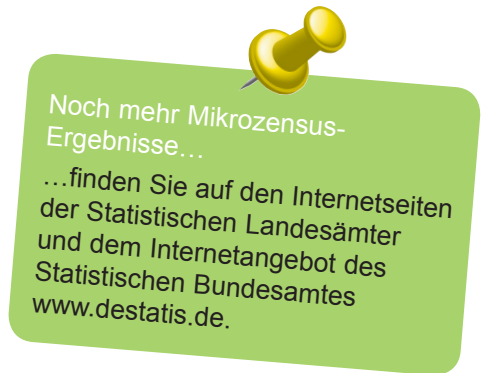 Noch mehr Mikrozensus-
Ergebnisse…
…finden Sie auf den Internetseiten
der Statistischen Landesämter
und dem Internetangebot des
Statistischen Bundesamtes
www.destatis.de.